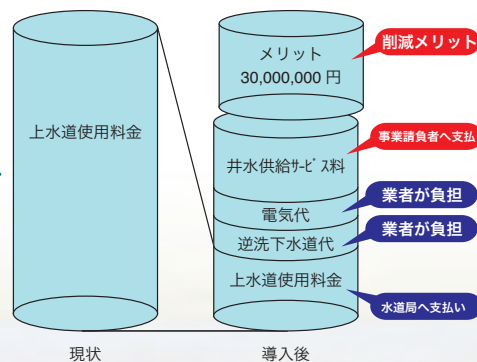 上水道使用料金
メリット
30,000,000 円
削減メリット
井水供給ｻｰﾋﾞｽ料
事業請負者へ支払
電気代
業者が負担
逆洗下水道代
業者が負担
上水道使用料金
水道局へ支払い
現状
導入後